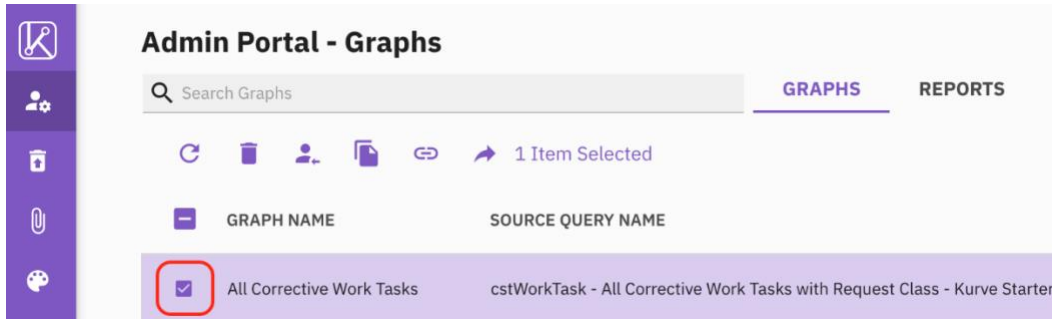 Admin Portal - Graphs
Search Graphs
GRAPHS
REPORTS
1 Item Selected
GRAPH NAME
SOURCE QUERY NAME
All Corrective Work Tasks
cstWorkTask - All Corrective Work Tasks with Request Class - Kurve Starter